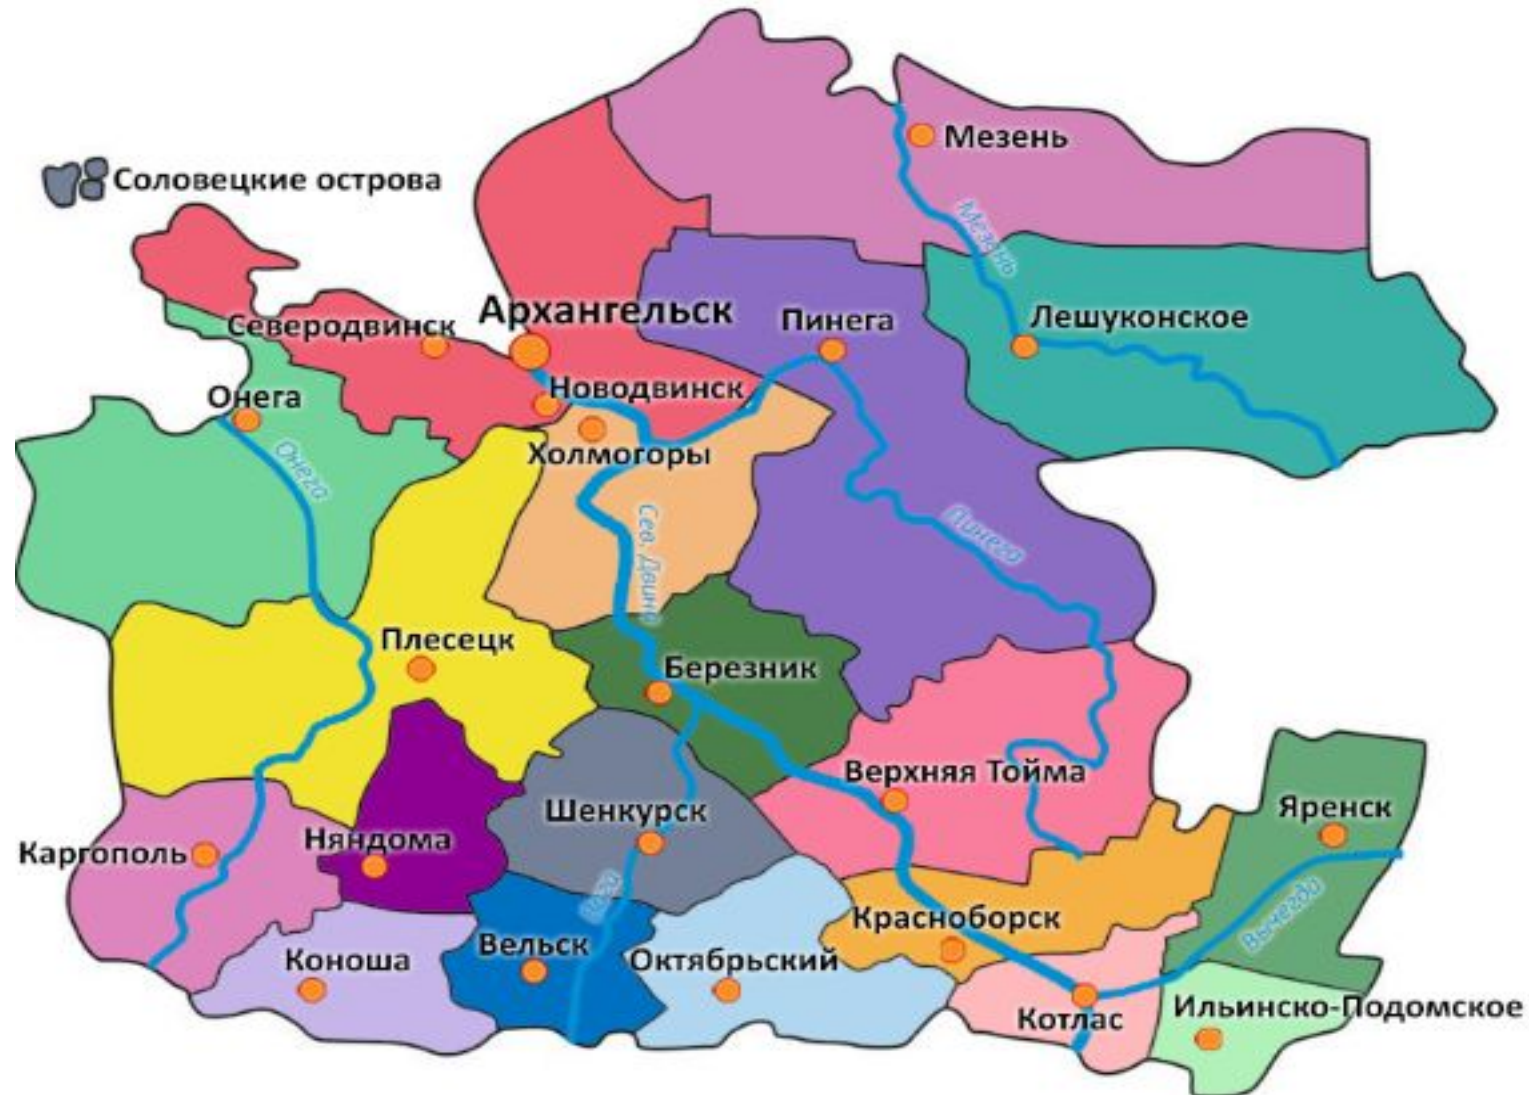 Мезень
Соловецкие острова
Мезень
Архангельск
Северодвинск
Пинега
Лешуконское
Новодвинск
Онега
Холмогоры
Онега
Сев. Двина
Пинега
Плесецк
Березник
Верхняя Тойма
Шенкурск
Яренск
Няндома
Каргополь
Вага
Красноборск
Вычегда
Вельск
Коноша
Октябрьский
Ильинско-Подомское
Котлас